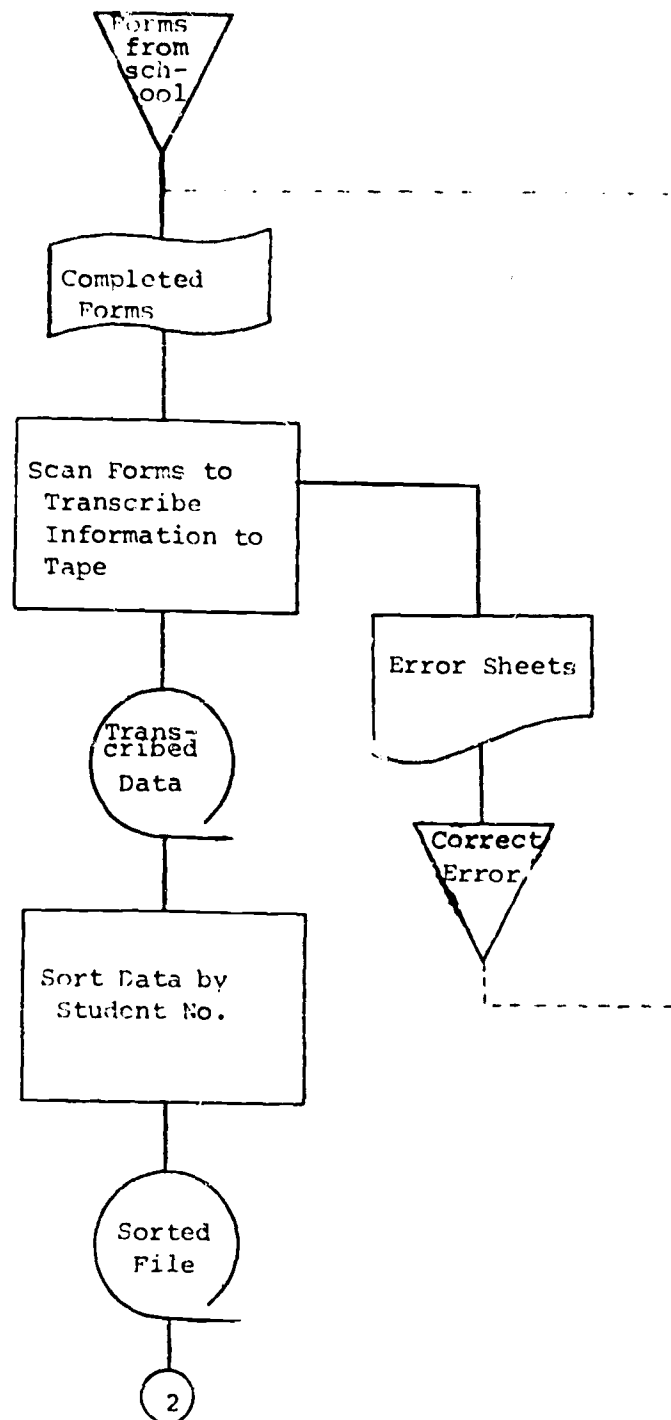 Forms
from
sch-
ool
Completed
Forms
Scan Forms to
Transcribe
Information to
Tape
Error Sheets
Trans-
cribed
Data
Correct
Error
Sort Data by
Student No.
Sorted
File
2